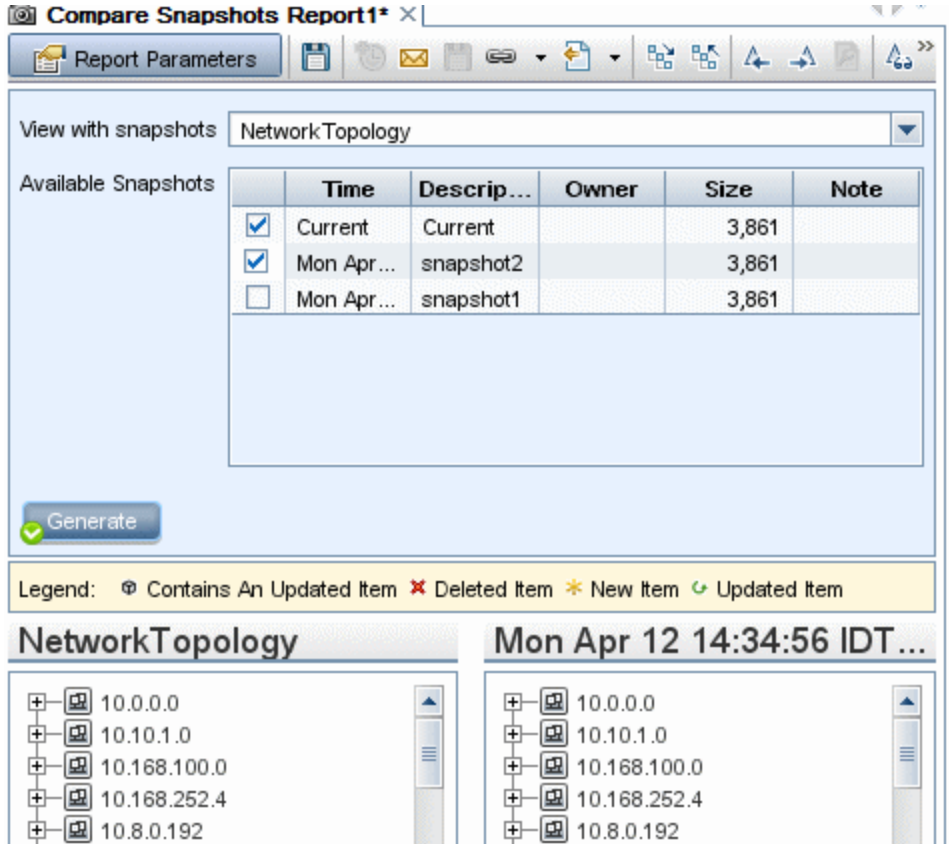 Compare Snapshots Report1*
Report Parameters
View with snapshots NetworkTopology
Available Snapshots
Time Descrip... Owner Size Note
Current Current 3,861
Mon Apr... snapshot2 3,861
Mon Apr... snapshot1 3,861
Generate
Legend: Contains An Updated Item Deleted Item New Item Updated Item
NetworkTopology
10.0.0.0
10.10.1.0
10.168.100.0
10.168.252.4
10.8.0.192
Mon Apr 12 14:34:56 IDT...
10.0.0.0
10.10.1.0
10.168.100.0
10.168.252.4
10.8.0.192